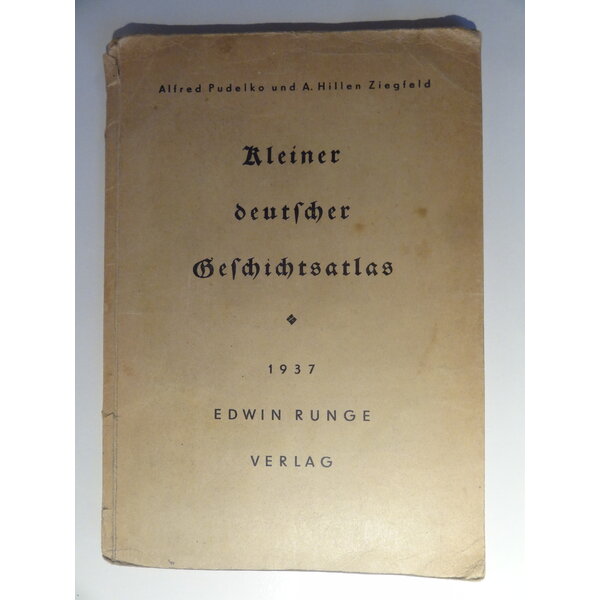 Alfred Pudelko und A. Hillen Ziegfeld
Kleiner
deutſcher
Geſchichtsatlas
1937
EDWIN RUNGE
VERLAG